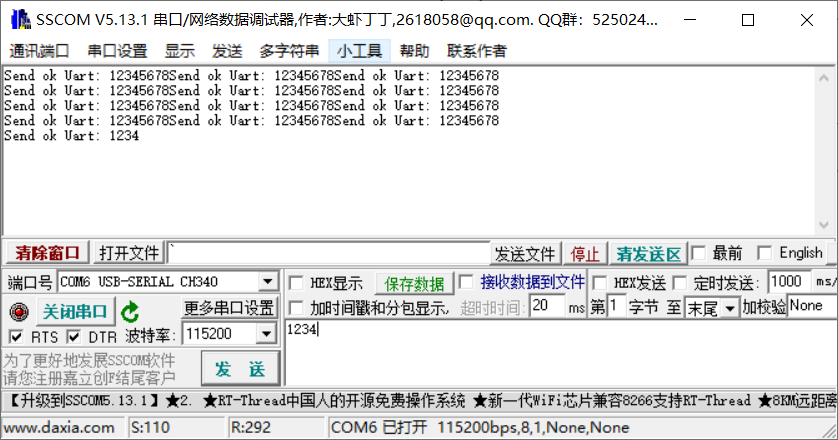 SSCOM V5.13.1 串口/网络数据调试器,作者:大虾丁丁,2618058@qq.com. QQ群: 525024...
通讯端口 串口设置 显示 发送 多字符串 小工具 帮助 联系作者
Send ok Uart: 12345678Send ok Uart: 12345678Send ok Uart: 12345678
Send ok Uart: 12345678Send ok Uart: 12345678Send ok Uart: 12345678
Send ok Uart: 12345678Send ok Uart: 12345678Send ok Uart: 12345678
Send ok Uart: 12345678Send ok Uart: 12345678Send ok Uart: 12345678
Send ok Uart: 1234
清除窗口 打开文件 ` 发送文件 停止 清发送区 最前 English
端口号 COM6 USB-SERIAL CH340 HEX显示 保存数据 接收数据到文件 HEX发送 定时发送: 1000 ms/
关闭串口 更多串口设置 加时间戳和分包显示, 超时时间: 20 ms 第 1 字节 至 末尾 加校验 None
RTS DTR 波特率: 115200 1234
为了更好地发展SSCOM软件
请您注册嘉立创F结尾客户
发 送
【升级到SSCOM5.13.1】★2. ★RT-Thread中国人的开源免费操作系统 ★新一代WiFi芯片兼容8266支持RT-Thread ★8KM远距离
www.daxia.com S:110 R:292 COM6 已打开 115200bps,8,1,None,None